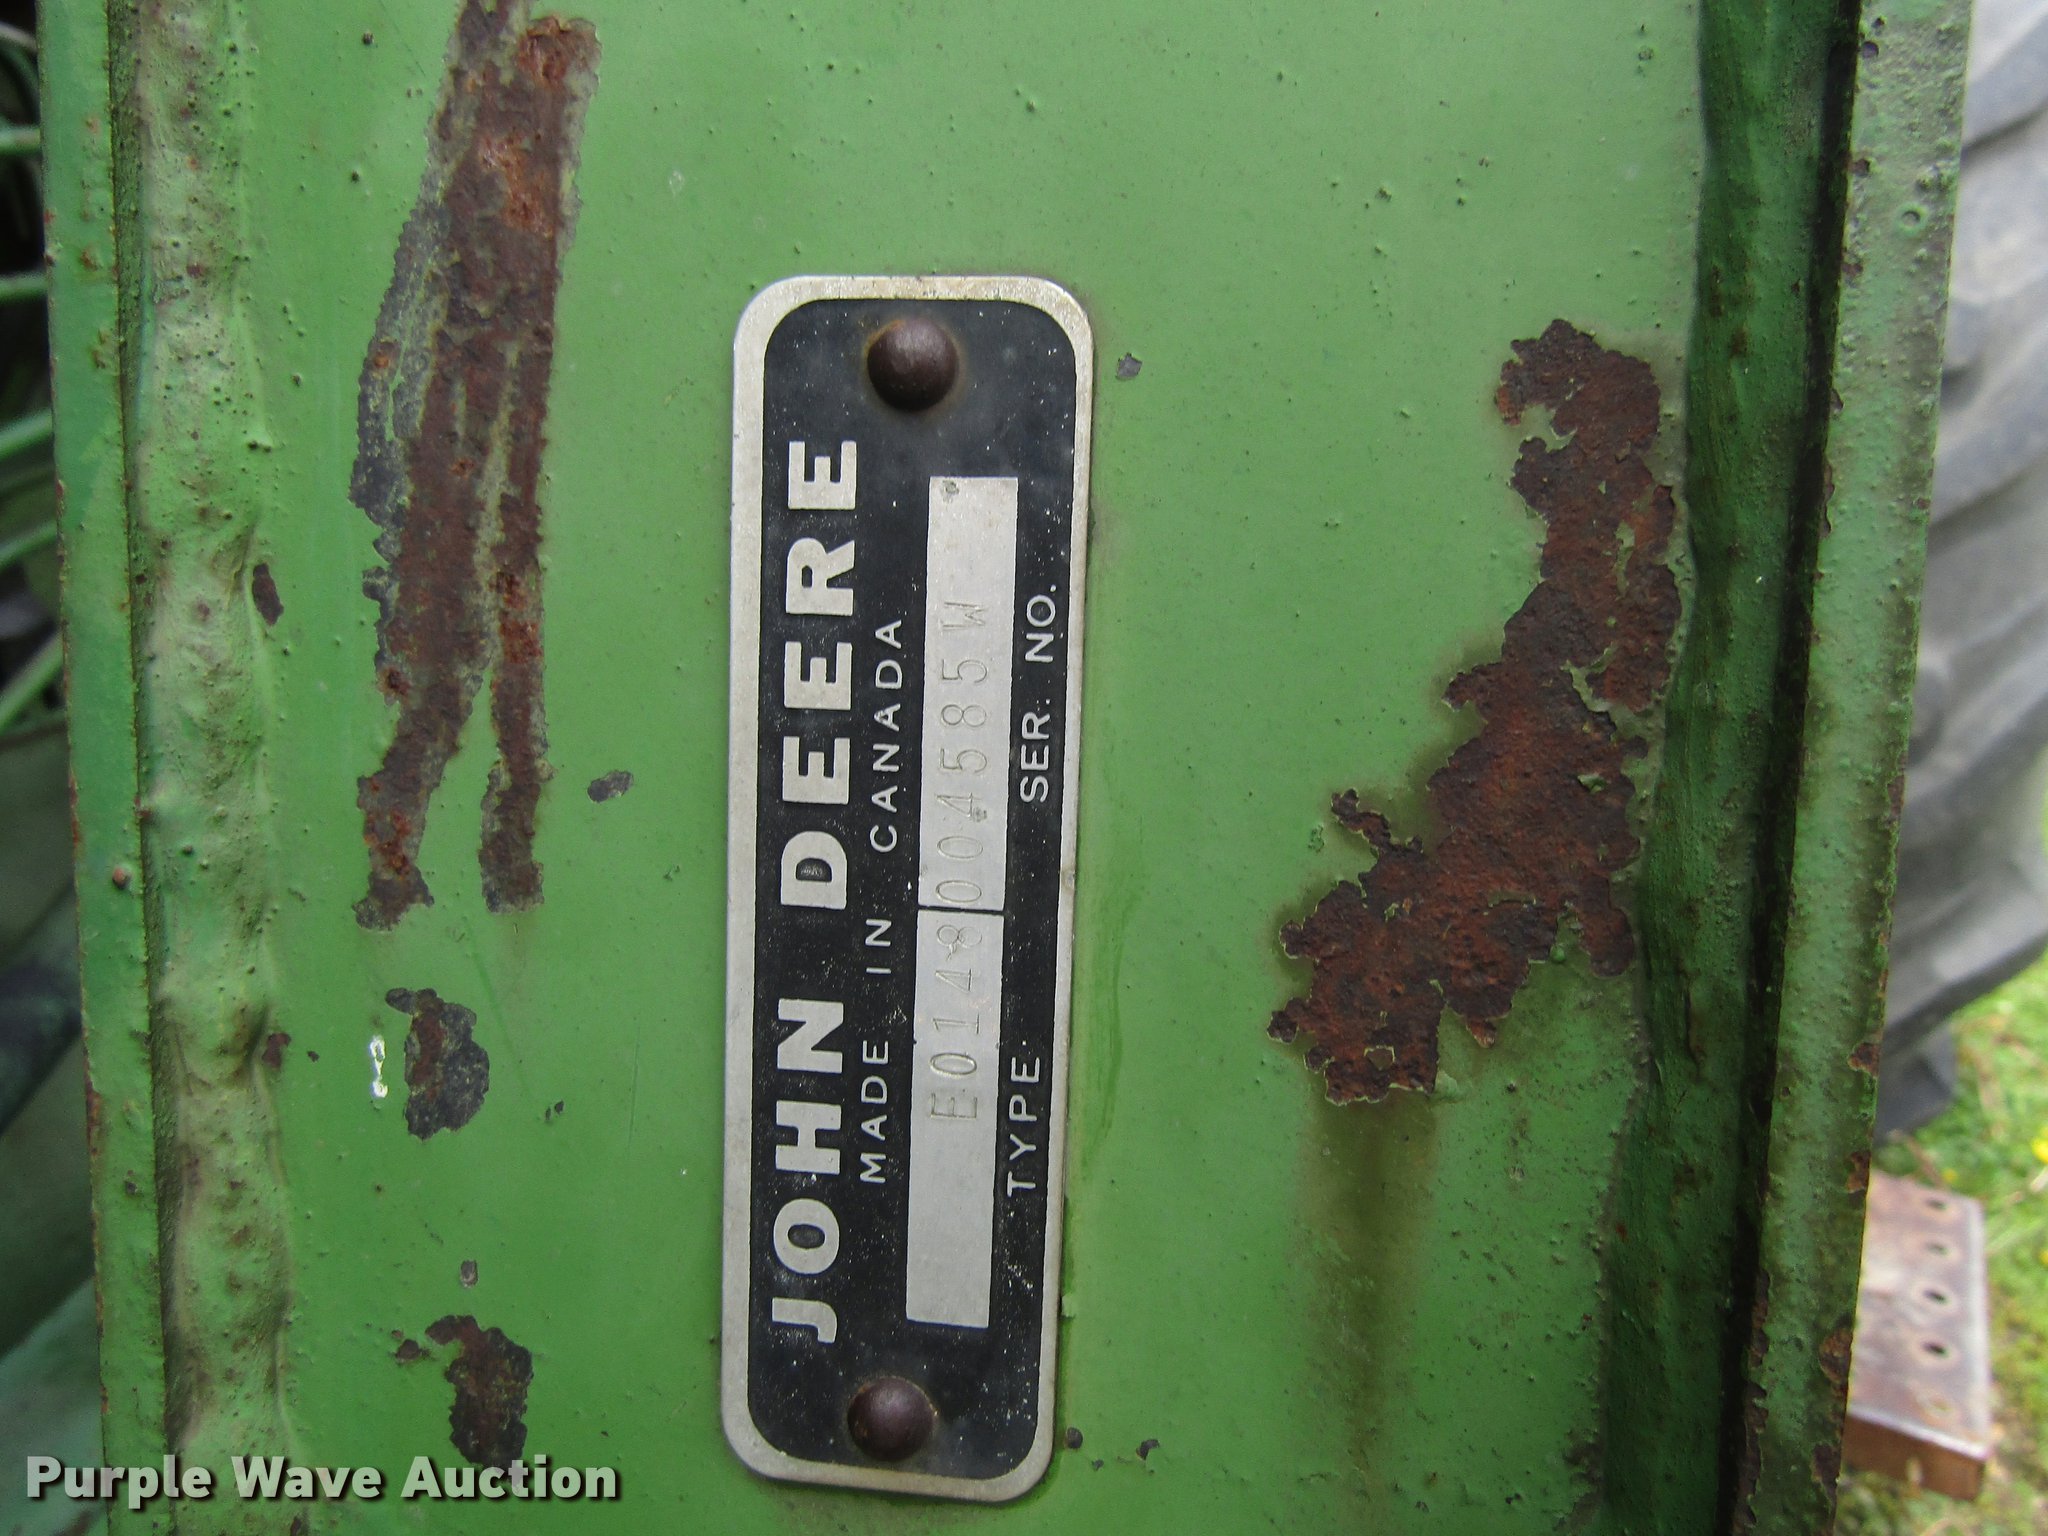 JOHN DEERE
MADE IN CANADA
E0148 004585W
TYPE. SER. NO.
Purple Wave Auction